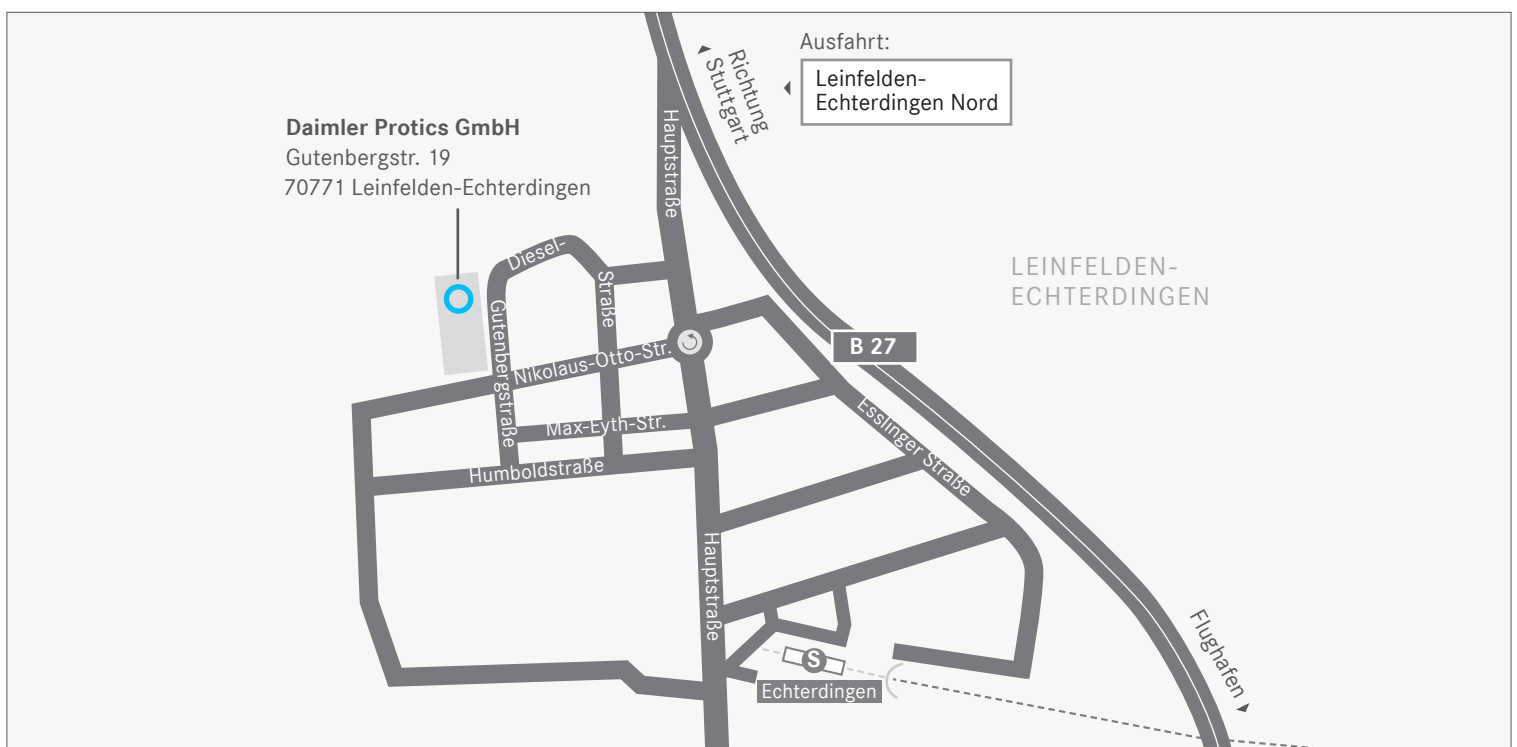 Ausfahrt:
Leinfelden-
Echterdingen Nord
Richtung
Stuttgart
Daimler Protics GmbH
Gutenbergstr. 19
70771 Leinfelden-Echterdingen
Hauptstraße
LEINFELDEN-
ECHTERDINGEN
Diesel-
Straße
Gutenbergstraße
Nikolaus-Otto-Str.
B 27
Max-Eyth-Str.
Esslinger Straße
Humboldstraße
Hauptstraße
Flughafen
S
Echterdingen